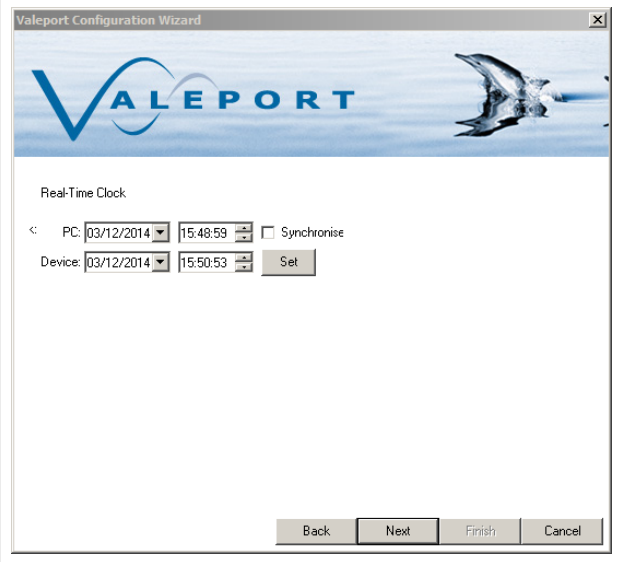 Valeport Configuration Wizard
VALEPORT
Real-Time Clock
<: PC: 03/12/2014 15:48:59 Synchronise
Device: 03/12/2014 15:50:53 Set
Back Next Finish Cancel